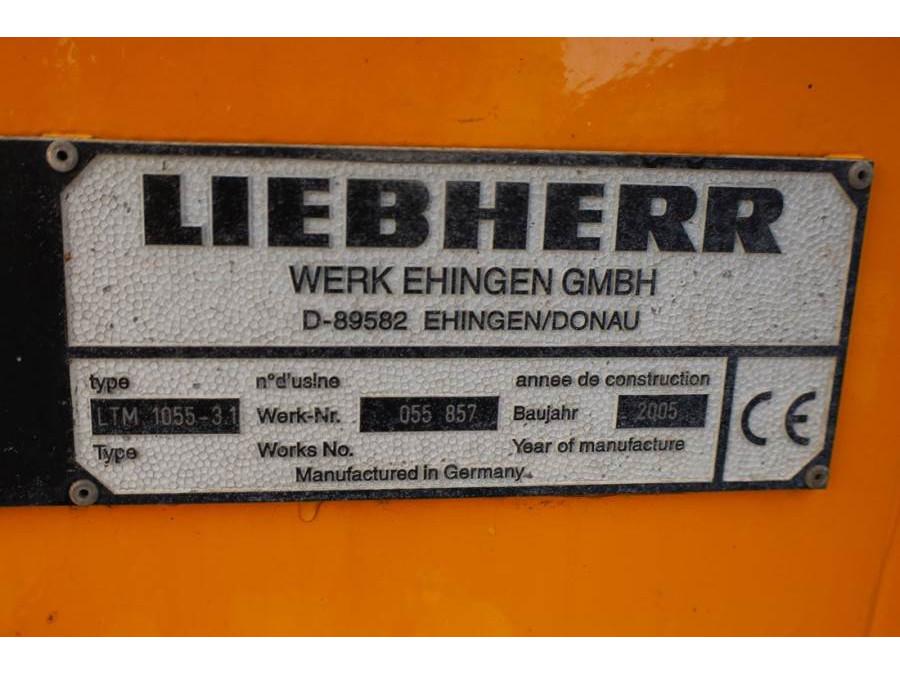 LIEBHERR
WERK EHINGEN GMBH
D-89582 EHINGEN/DONAU
type n°d'usine annee de construction
LTM 1055-3.1 Werk-Nr. 055 857 Baujahr 2005
Type Works No. Year of manufacture
Manufactured in Germany
CE